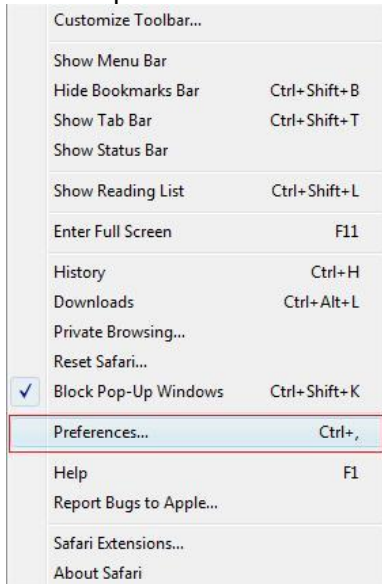 Customize Toolbar...
Show Menu Bar
Hide Bookmarks Bar Ctrl+Shift+B
Show Tab Bar Ctrl+Shift+T
Show Status Bar
Show Reading List Ctrl+Shift+L
Enter Full Screen F11
History Ctrl+H
Downloads Ctrl+Alt+L
Private Browsing...
Reset Safari...
Block Pop-Up Windows Ctrl+Shift+K
Preferences... Ctrl+,
Help F1
Report Bugs to Apple...
Safari Extensions...
About Safari